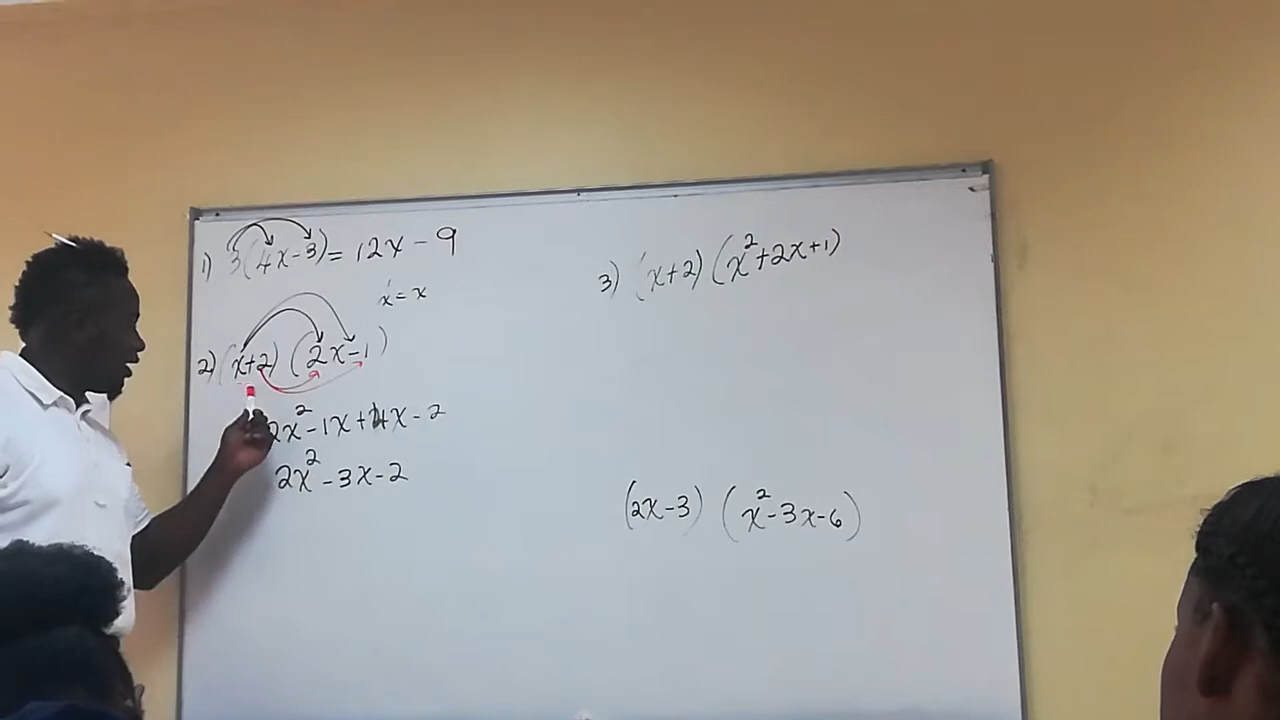 1) 3(4x-3) = 12x - 9
x = x
2) (x+2) (2x-1)
2x² - 1x + 4x - 2
2x² - 3x - 2
3) (x+2) (x²+2x+1)
(2x-3) (x²-3x-6)